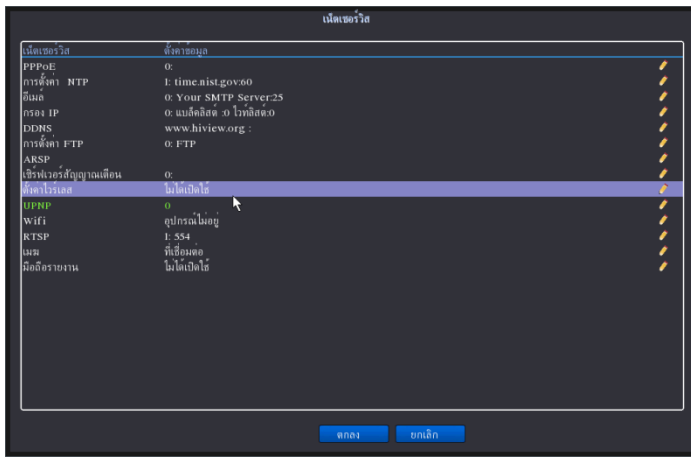 เน็ตเซอร์วิส
เน็ตเซอร์วิส ตั้งค่าข้อมูล
PPPoE 0:
การตั้งค่า NTP 1: time.nist.gov:60
อีเมล์ 0: Your SMTP Server:25
กรอง IP 0: แบล็คลิสต์ :0 ไวท์ลิสต์:0
DDNS www.hiview.org :
การตั้งค่า FTP 0: FTP
ARSP
เซิร์ฟเวอร์สัญญาณเตือน 0:
ตั้งค่าไวร์เลส ไม่ได้เปิดใช้
UPNP 0
Wifi อุปกรณ์ไม่อยู่
RTSP 1: 554
เมฆ ที่เชื่อมต่อ
มือถือรายงาน ไม่ได้เปิดใช้
ตกลง ยกเลิก